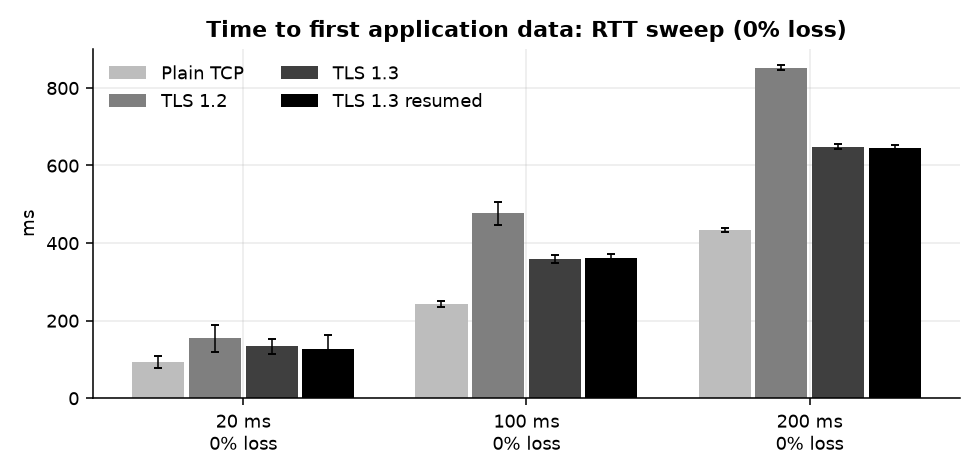 Time to first application data: RTT sweep (0% loss)
Plain TCP
TLS 1.2
TLS 1.3
TLS 1.3 resumed
ms
800
600
400
200
0
20 ms
0% loss
100 ms
0% loss
200 ms
0% loss